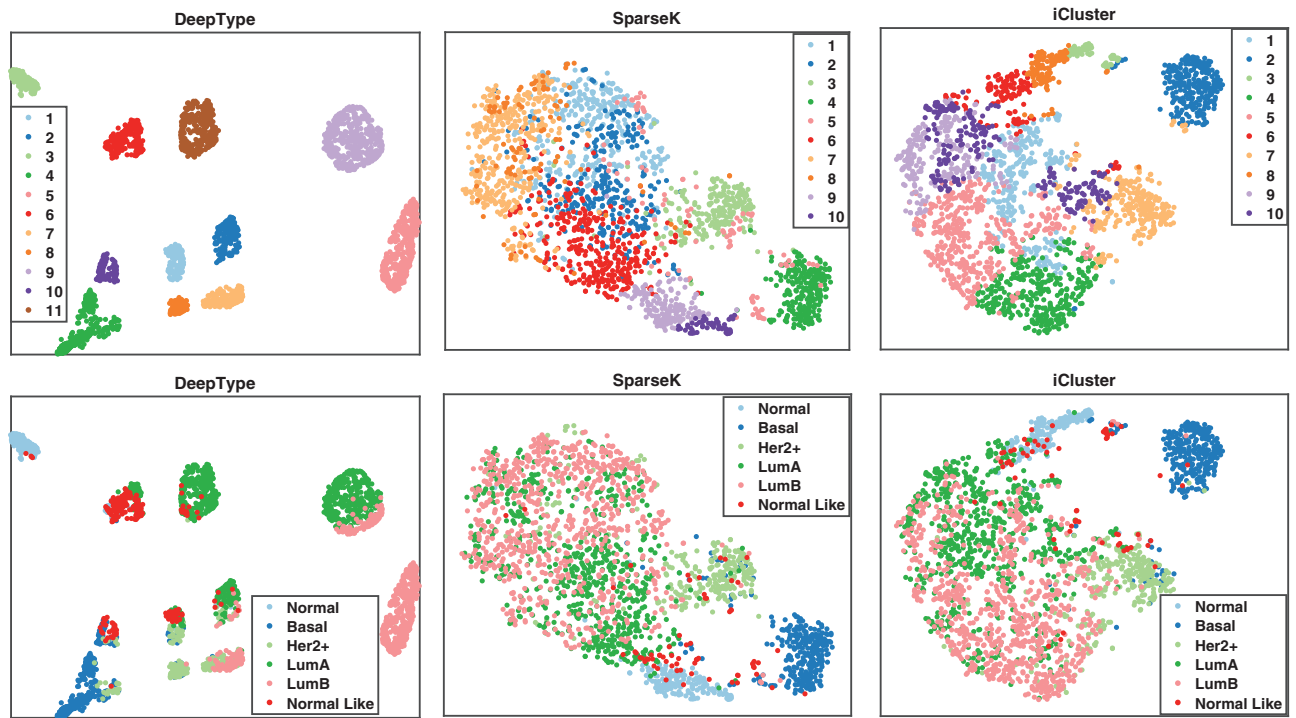 DeepType
1
2
3
4
5
6
7
8
9
10
11
SparseK
1
2
3
4
5
6
7
8
9
10
iCluster
1
2
3
4
5
6
7
8
9
10
DeepType
Normal
Basal
Her2+
LumA
LumB
Normal Like
SparseK
Normal
Basal
Her2+
LumA
LumB
Normal Like
iCluster
Normal
Basal
Her2+
LumA
LumB
Normal Like